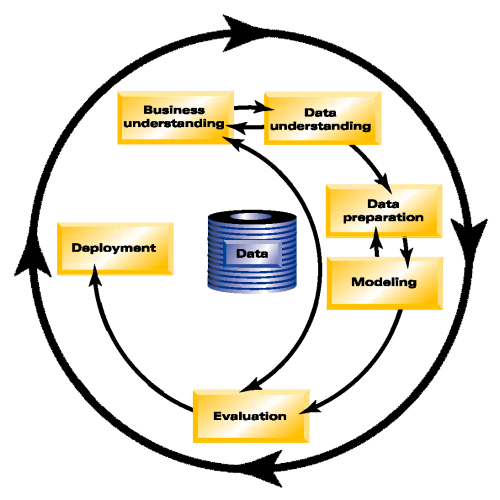 Business
understanding
Data
understanding
Data
preparation
Deployment
Data
Modeling
Evaluation